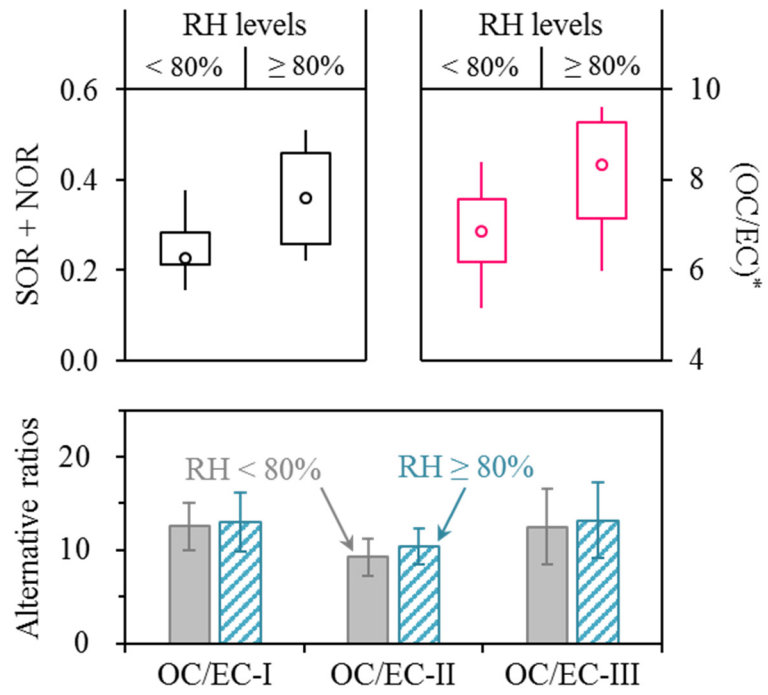 RH levels
< 80%
≥ 80%
RH levels
< 80%
≥ 80%
SOR + NOR
0.6
0.4
0.2
0.0
10
8
6
4
(OC/EC)*
Alternative ratios
20
10
0
RH < 80%
RH ≥ 80%
OC/EC-I
OC/EC-II
OC/EC-III